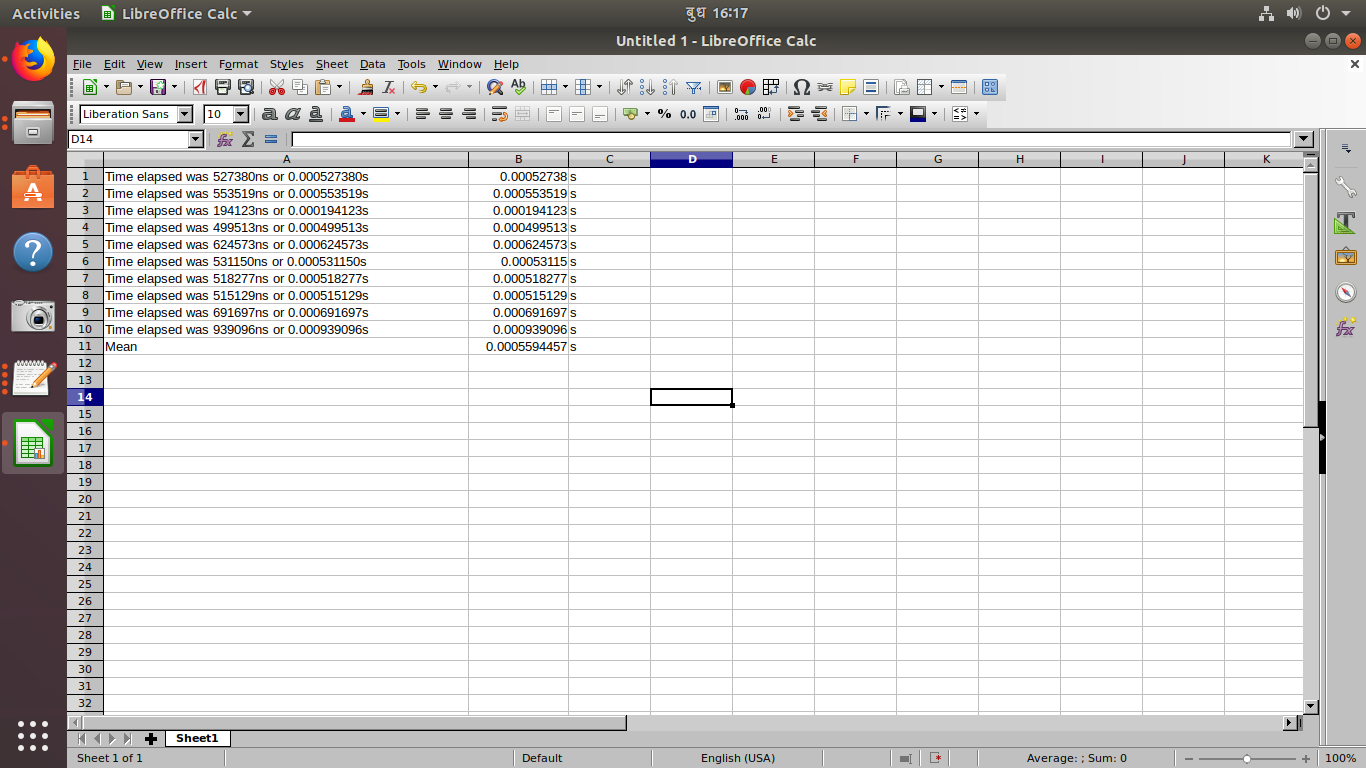 Activities LibreOffice Calc बुध 16:17
Untitled 1 - LibreOffice Calc
File Edit View Insert Format Styles Sheet Data Tools Window Help
Liberation Sans 10
D14
A B C D E F G H I J K
1 Time elapsed was 527380ns or 0.000527380s 0.00052738 s
2 Time elapsed was 553519ns or 0.000553519s 0.000553519 s
3 Time elapsed was 194123ns or 0.000194123s 0.000194123 s
4 Time elapsed was 499513ns or 0.000499513s 0.000499513 s
5 Time elapsed was 624573ns or 0.000624573s 0.000624573 s
6 Time elapsed was 531150ns or 0.000531150s 0.00053115 s
7 Time elapsed was 518277ns or 0.000518277s 0.000518277 s
8 Time elapsed was 515129ns or 0.000515129s 0.000515129 s
9 Time elapsed was 691697ns or 0.000691697s 0.000691697 s
10 Time elapsed was 939096ns or 0.000939096s 0.000939096 s
11 Mean 0.0005594457 s
12
13
14
15
16
17
18
19
20
21
22
23
24
25
26
27
28
29
30
31
32
Sheet1
Sheet 1 of 1 Default English (USA) Average: ; Sum: 0 100%